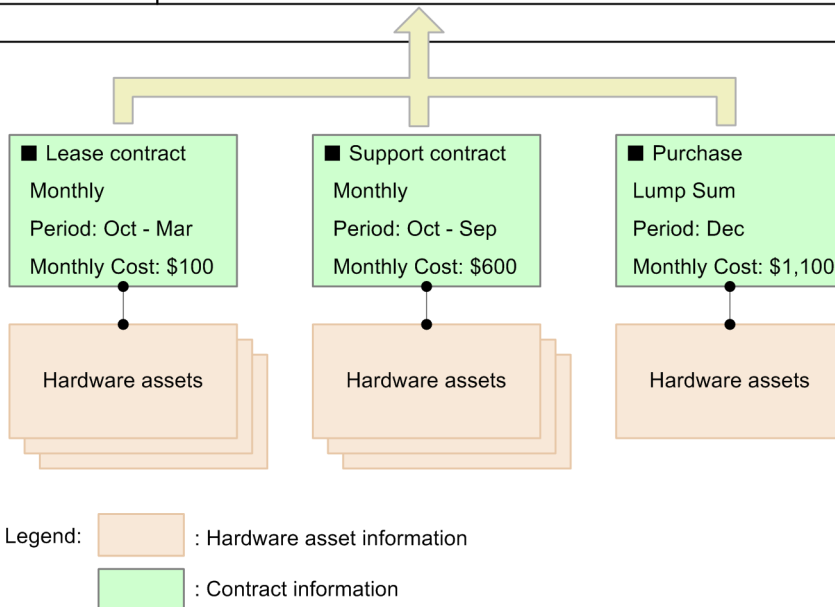 ■ Lease contract
Monthly
Period: Oct - Mar
Monthly Cost: $100
■ Support contract
Monthly
Period: Oct - Sep
Monthly Cost: $600
■ Purchase
Lump Sum
Period: Dec
Monthly Cost: $1,100
Hardware assets
Hardware assets
Hardware assets
Legend:
: Hardware asset information
: Contract information